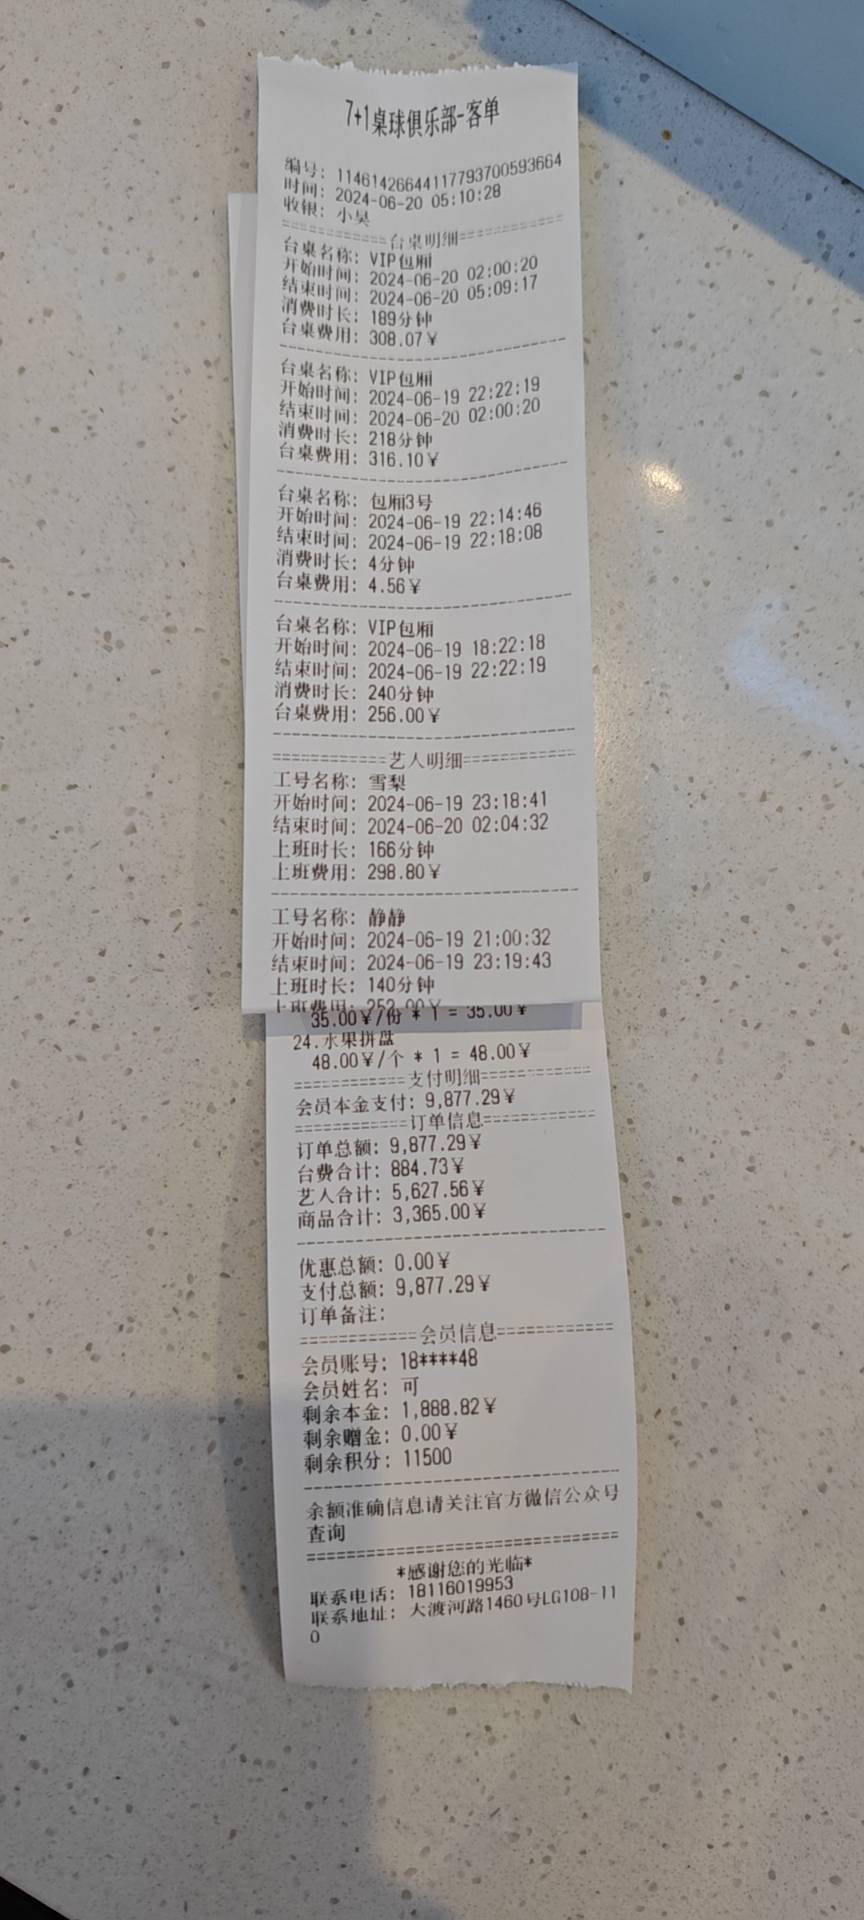 7+1桌球俱乐部-客单
编号: 1146142664411779370059​3664
时间: 2024-06-20 05:10:28
收银: 小吴
==========台桌明细==========
台桌名称: VIP包厢
开始时间: 2024-06-20 02:00:20
结束时间: 2024-06-20 05:09:17
消费时长: 189分钟
台桌费用: 308.07¥
台桌名称: VIP包厢
开始时间: 2024-06-19 22:22:19
结束时间: 2024-06-20 02:00:20
消费时长: 218分钟
台桌费用: 316.10¥
台桌名称: 包厢3号
开始时间: 2024-06-19 22:14:46
结束时间: 2024-06-19 22:18:08
消费时长: 4分钟
台桌费用: 4.56¥
台桌名称: VIP包厢
开始时间: 2024-06-19 18:22:18
结束时间: 2024-06-19 22:22:19
消费时长: 240分钟
台桌费用: 256.00¥
===========艺人明细===========
工号名称: 雪梨
开始时间: 2024-06-19 23:18:41
结束时间: 2024-06-20 02:04:32
上班时长: 166分钟
上班费用: 298.80¥
工号名称: 静静
开始时间: 2024-06-19 21:00:32
结束时间: 2024-06-19 23:19:43
上班时长: 140分钟
上班费用: 252.00¥
35.00¥/份 * 1 = 35.00¥
24.水果拼盘
48.00¥/个 * 1 = 48.00¥
===========支付明细===========
会员本金支付: 9,877.29¥
===========订单信息===========
订单总额: 9,877.29¥
台费合计: 884.73¥
艺人合计: 5,627.56¥
商品合计: 3,365.00¥
优惠总额: 0.00¥
支付总额: 9,877.29¥
订单备注:
============会员信息============
会员账号: 18****48
会员姓名: 可
剩余本金: 1,888.82¥
剩余赠金: 0.00¥
剩余积分: 11500
余额准确信息请关注官方微信公众号
查询
*感谢您的光临*
联系电话: 18116019953
联系地址: 大渡河路1460号LG108-11
0